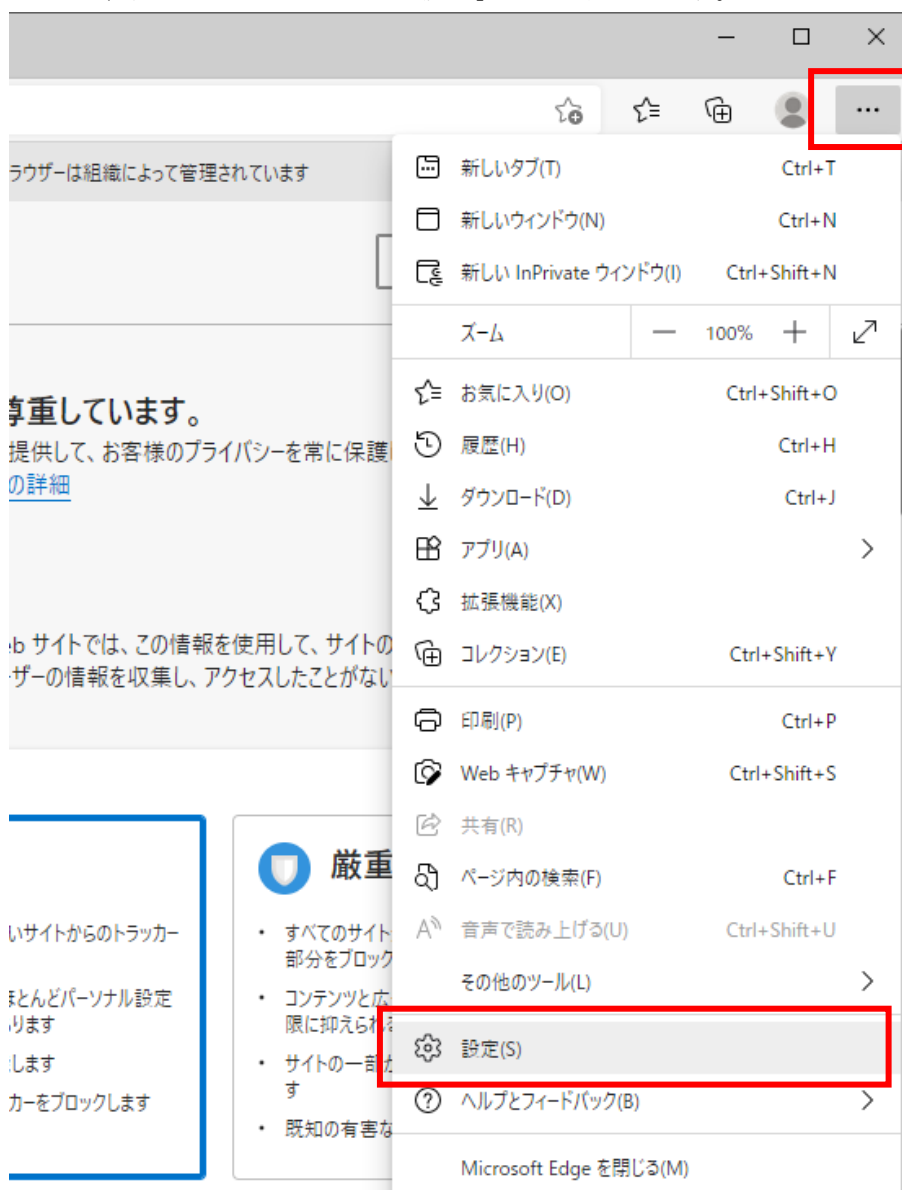 ラウザーは組織によって管理されています
新しいタブ(T) Ctrl+T
新しいウィンドウ(N) Ctrl+N
新しい InPrivate ウィンドウ(I) Ctrl+Shift+N
ズーム 100%
お気に入り(O) Ctrl+Shift+O
履歴(H) Ctrl+H
ダウンロード(D) Ctrl+J
アプリ(A)
拡張機能(X)
コレクション(E) Ctrl+Shift+Y
印刷(P) Ctrl+P
Web キャプチャ(W) Ctrl+Shift+S
共有(R)
ページ内の検索(F) Ctrl+F
音声で読み上げる(U) Ctrl+Shift+U
その他のツール(L)
設定(S)
ヘルプとフィードバック(B)
Microsoft Edge を閉じる(M)
尊重しています。
提供して、お客様のプライバシーを常に保護
の詳細
eb サイトでは、この情報を使用して、サイトの
ーザーの情報を収集し、アクセスしたことがない
いサイトからのトラッカー
ほとんどパーソナル設定
ります
します
カーをブロックします
厳重
・ すべてのサイト
部分をブロック
・ コンテンツと広
限に抑えられ
・ サイトの一部が
す
・ 既知の有害な